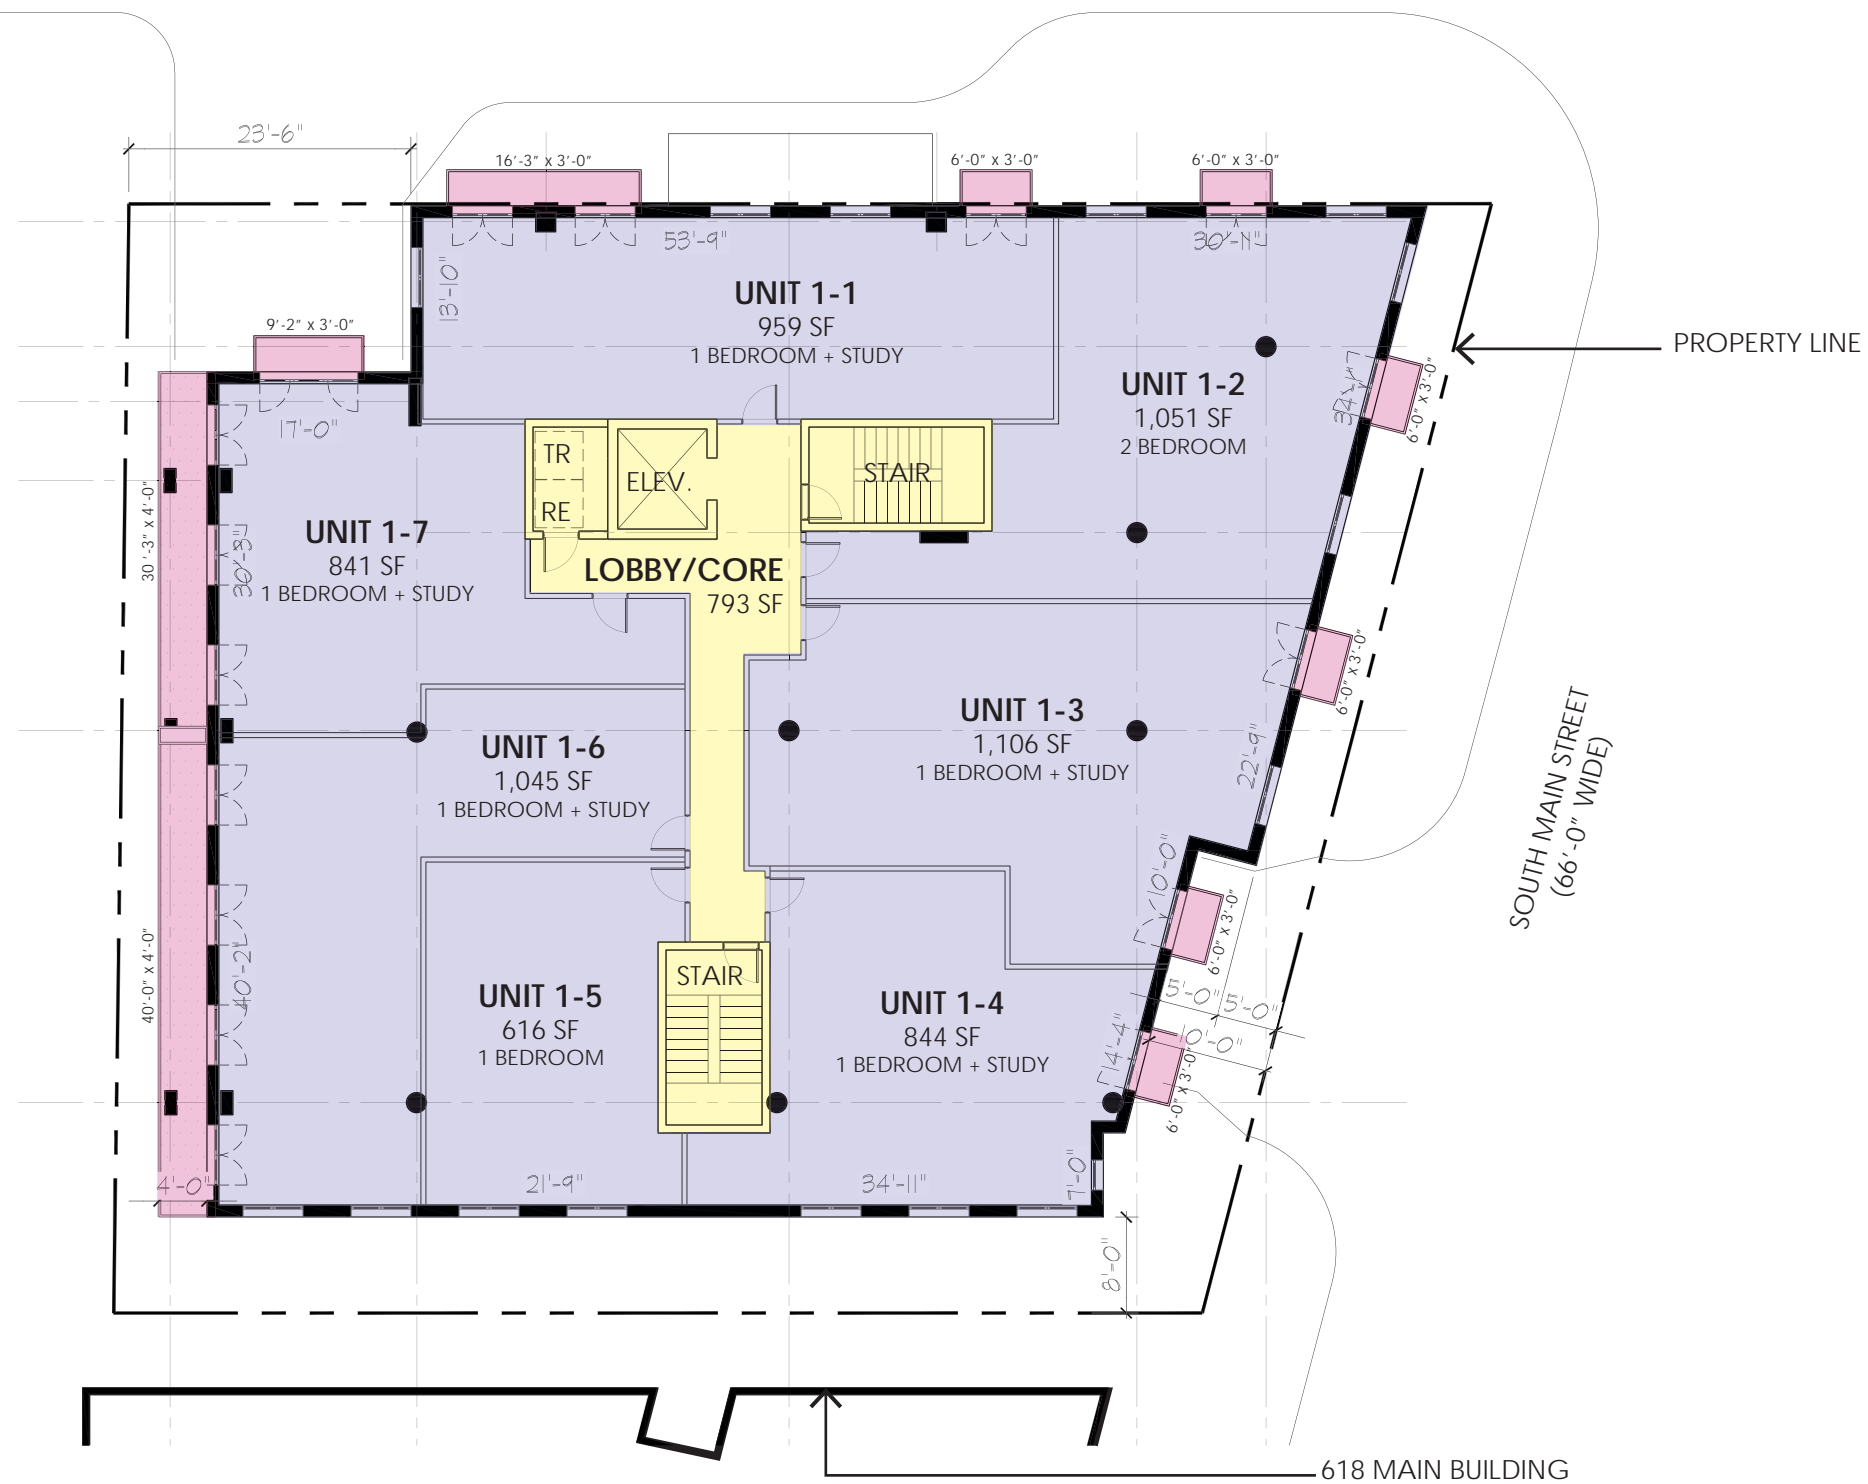 23'-6"
16'-3" x 3'-0"
6'-0" x 3'-0"
6'-0" x 3'-0"
53'-9"
30'-11"
13'-10"
UNIT 1-1
959 SF
1 BEDROOM + STUDY
9'-2" x 3'-0"
PROPERTY LINE
UNIT 1-2
1,051 SF
2 BEDROOM
34'-1"
6'-0" x 3'-0"
17'-0"
TR
RE
ELEV.
STAIR
30'-3" x 4'-0"
30'-3"
UNIT 1-7
841 SF
1 BEDROOM + STUDY
LOBBY/CORE
793 SF
6'-0" x 3'-0"
UNIT 1-3
1,106 SF
1 BEDROOM + STUDY
22'-9"
UNIT 1-6
1,045 SF
1 BEDROOM + STUDY
SOUTH MAIN STREET
(66'-0" WIDE)
10'-0"
6'-0" x 3'-0"
40'-0" x 4'-0"
40'-2"
STAIR
UNIT 1-5
616 SF
1 BEDROOM
UNIT 1-4
844 SF
1 BEDROOM + STUDY
5'-0"
5'-0"
14'-4"
6'-0" x 3'-0"
4'-0"
21'-9"
34'-11"
7'-0"
8'-0"
618 MAIN BUILDING